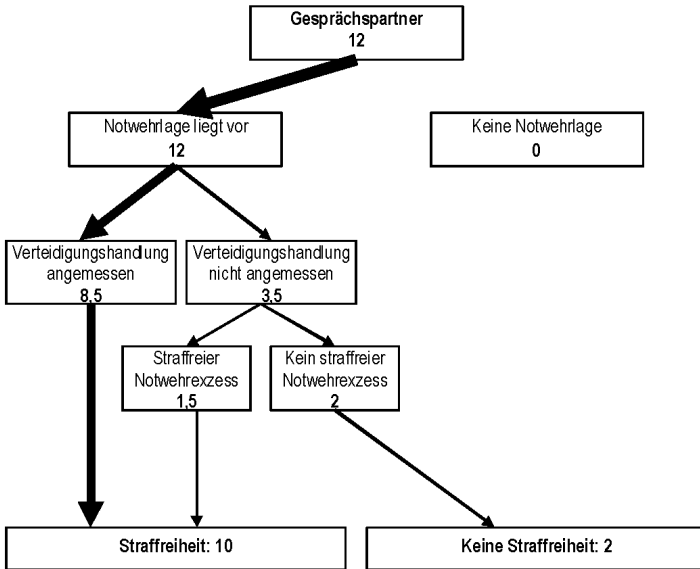 Gesprächspartner
12
Notwehrlage liegt vor
12
Keine Notwehrlage
0
Verteidigungshandlung
angemessen
8,5
Verteidigungshandlung
nicht angemessen
3,5
Straffreier
Notwehrexzess
1,5
Kein straffreier
Notwehrexzess
2
Straffreiheit: 10
Keine Straffreiheit: 2